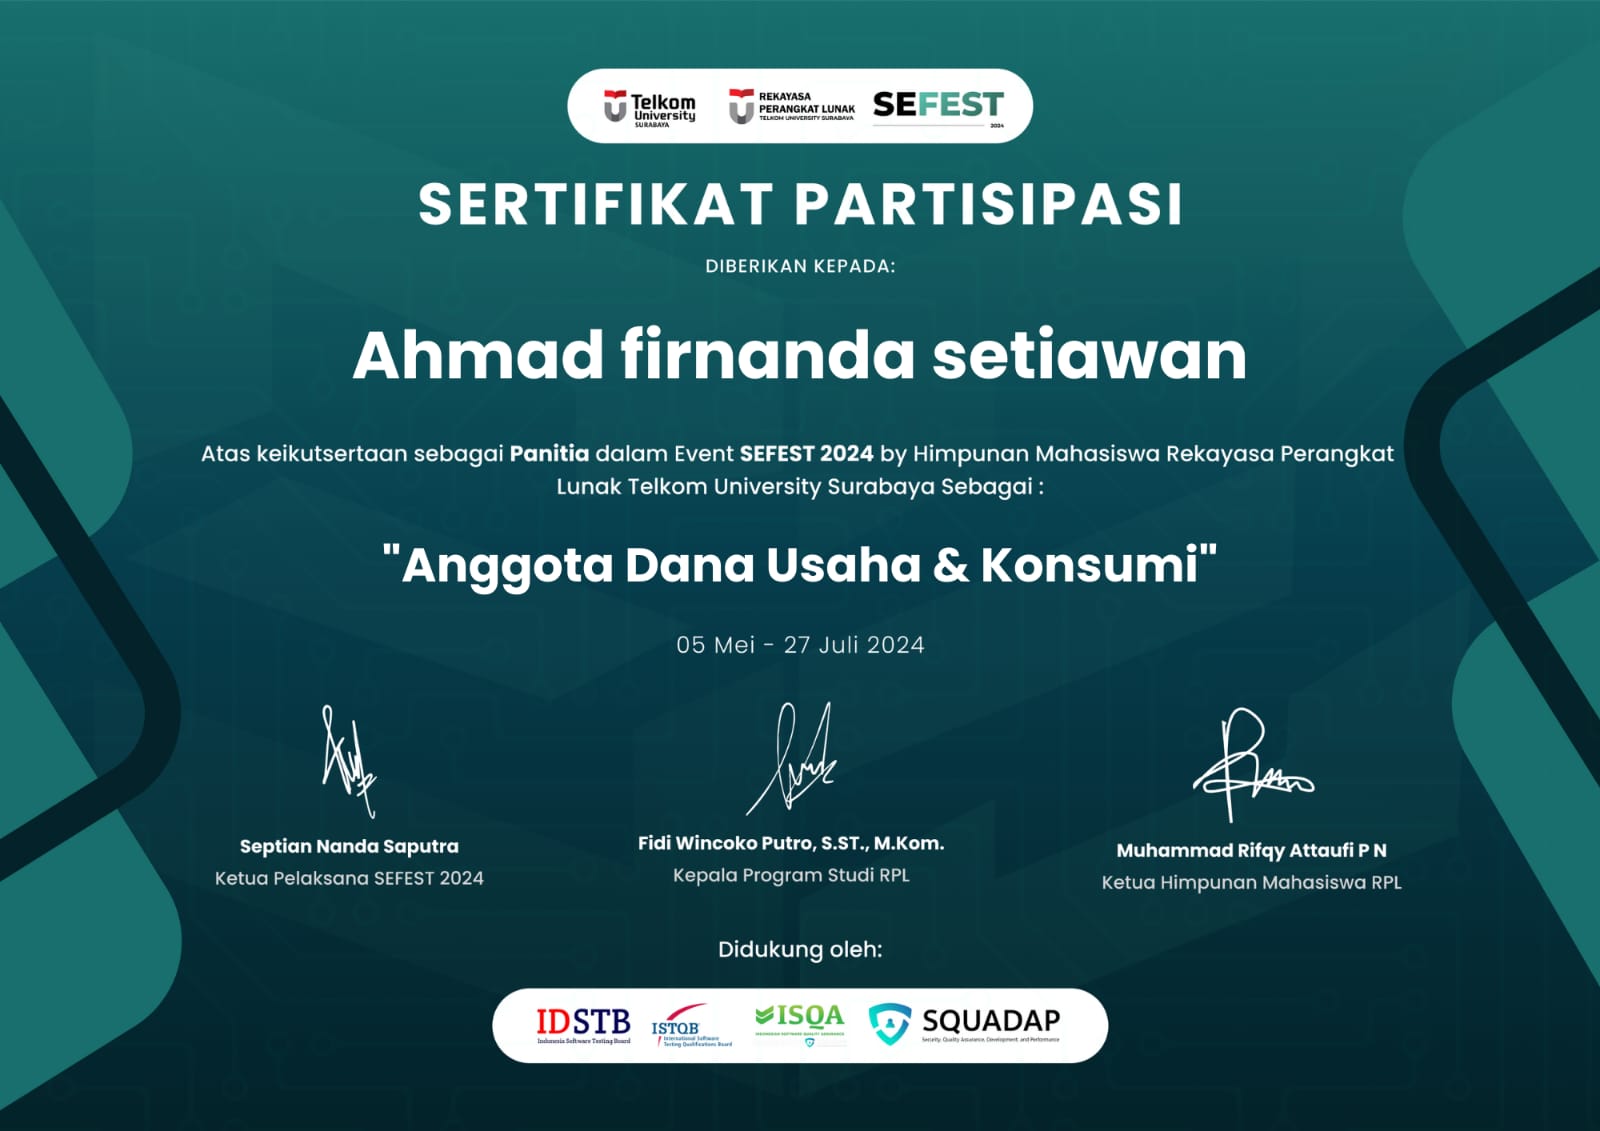 Telkom
University
SURABAYA
REKAYASA
PERANGKAT LUNAK
TELKOM UNIVERSITY SURABAYA
SEFEST
2024
SERTIFIKAT PARTISIPASI
DIBERIKAN KEPADA:
Ahmad firnanda setiawan
Atas keikutsertaan sebagai Panitia dalam Event SEFEST 2024 by Himpunan Mahasiswa Rekayasa Perangkat
Lunak Telkom University Surabaya Sebagai :
"Anggota Dana Usaha & Konsumi"
05 Mei - 27 Juli 2024
Septian Nanda Saputra
Ketua Pelaksana SEFEST 2024
Fidi Wincoko Putro, S.ST., M.Kom.
Kepala Program Studi RPL
Muhammad Rifqy Attaufi P N
Ketua Himpunan Mahasiswa RPL
Didukung oleh:
IDSTB
Indonesia Software Testing Board
ISTQB
International Software
Testing Qualifications Board
ISQA
INDONESIAN SOFTWARE QUALITY ASSURANCE
SQUADAP
Security, Quality Assurance, Development and Performance